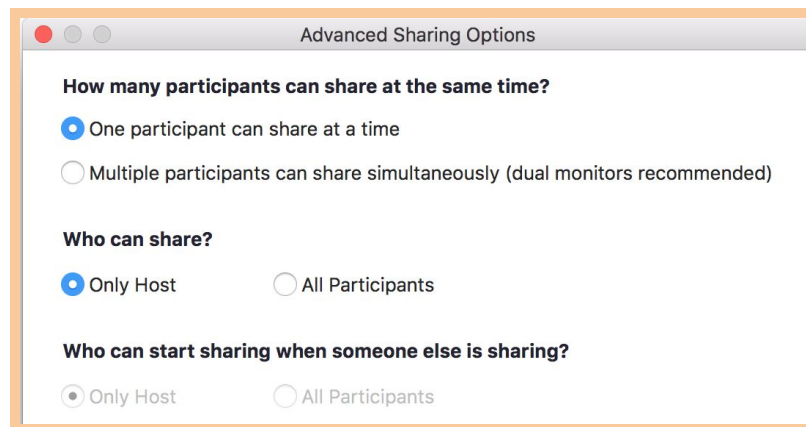 Advanced Sharing Options
How many participants can share at the same time?
One participant can share at a time
Multiple participants can share simultaneously (dual monitors recommended)
Who can share?
Only Host All Participants
Who can start sharing when someone else is sharing?
Only Host All Participants